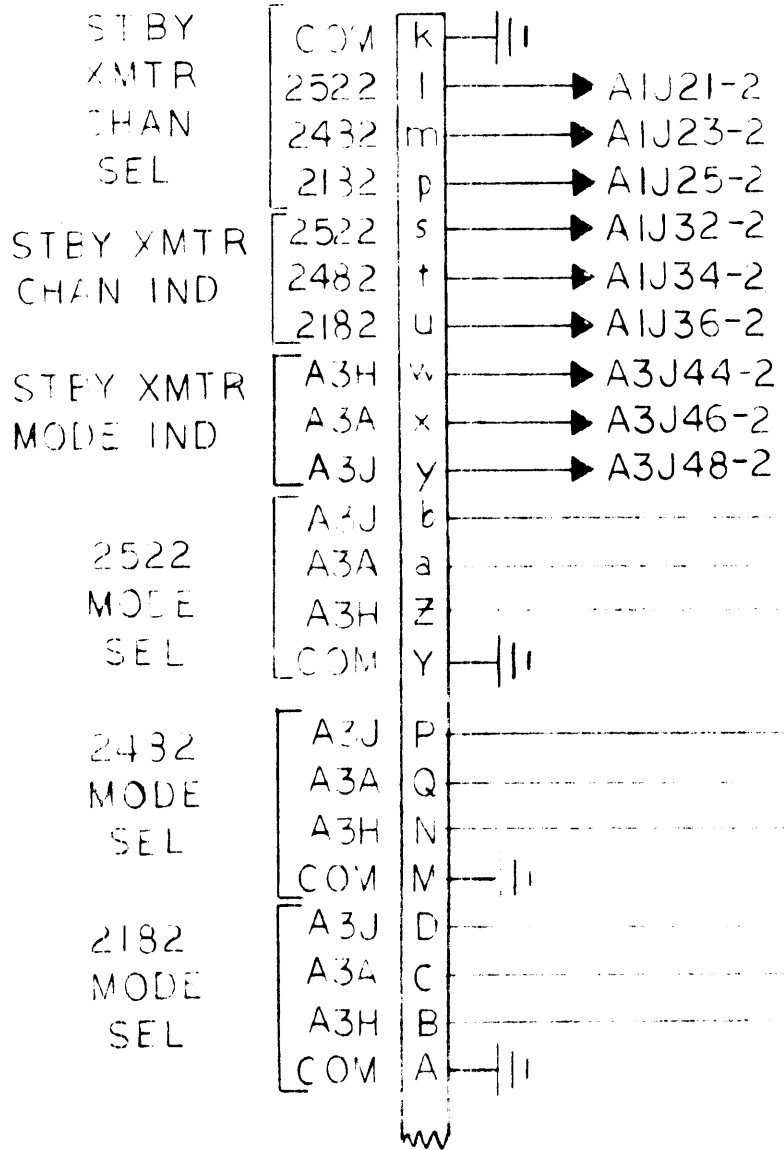 STBY
XMTR
CHAN
SEL
COM k
2522 l A1J21-2
2482 m A1J23-2
2182 p A1J25-2
STBY XMTR
CHAN IND
2522 s A1J32-2
2482 t A1J34-2
2182 u A1J36-2
STBY XMTR
MODE IND
A3H w A3J44-2
A3A x A3J46-2
A3J y A3J48-2
2522
MODE
SEL
A3J b
A3A a
A3H Z
COM Y
2482
MODE
SEL
A3J P
A3A Q
A3H N
COM M
2182
MODE
SEL
A3J D
A3A C
A3H B
COM A